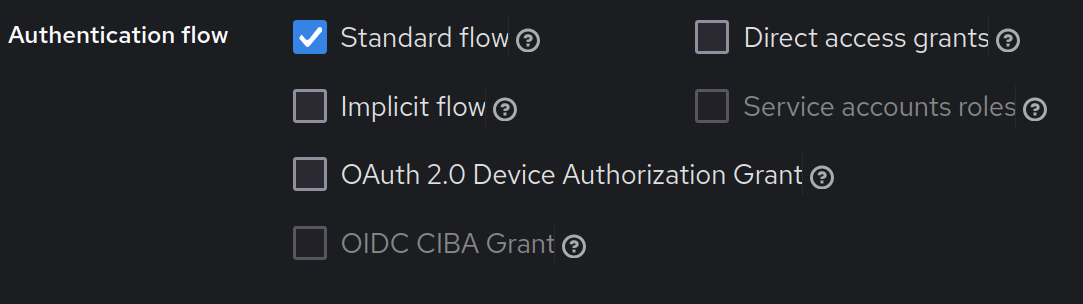 Authentication flow
Standard flow
Direct access grants
Implicit flow
Service accounts roles
OAuth 2.0 Device Authorization Grant
OIDC CIBA Grant